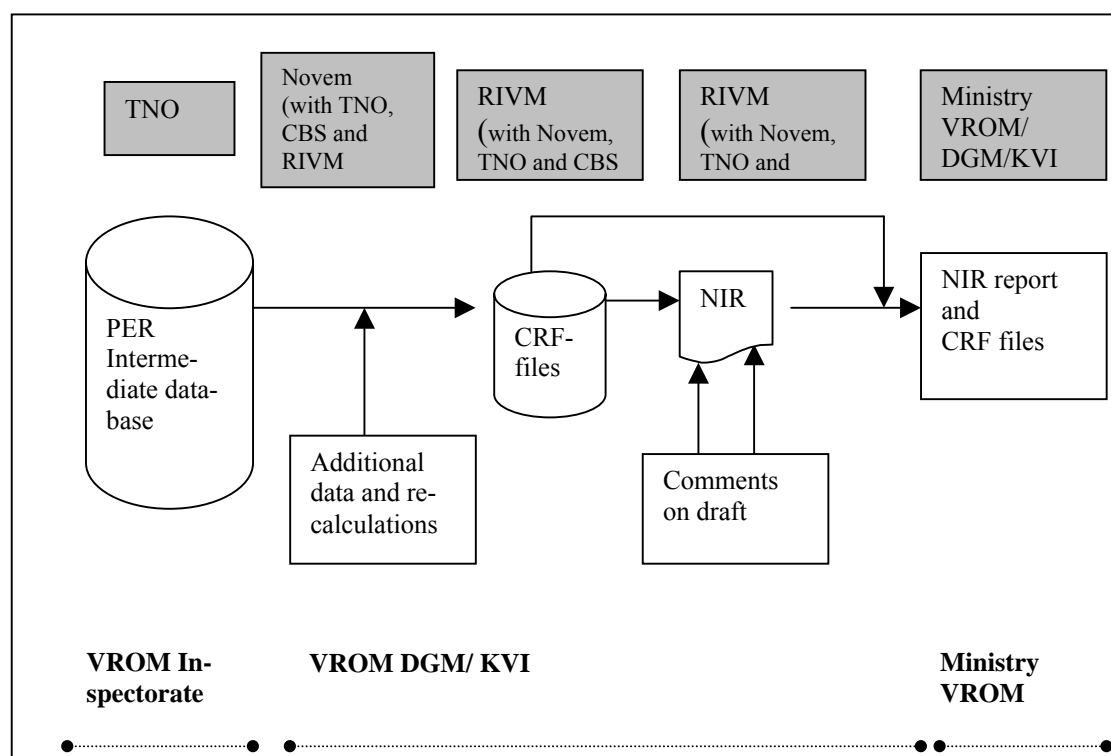 TNO
Novem
(with TNO,
CBS and
RIVM
RIVM
(with Novem,
TNO and CBS
RIVM
(with Novem,
TNO and
Ministry
VROM/
DGM/KVI
PER
Interme-
diate data-
base
CRF-
files
NIR
NIR report
and
CRF files
Additional
data and re-
calculations
Comments
on draft
VROM In-
spectorate
VROM DGM/ KVI
Ministry
VROM